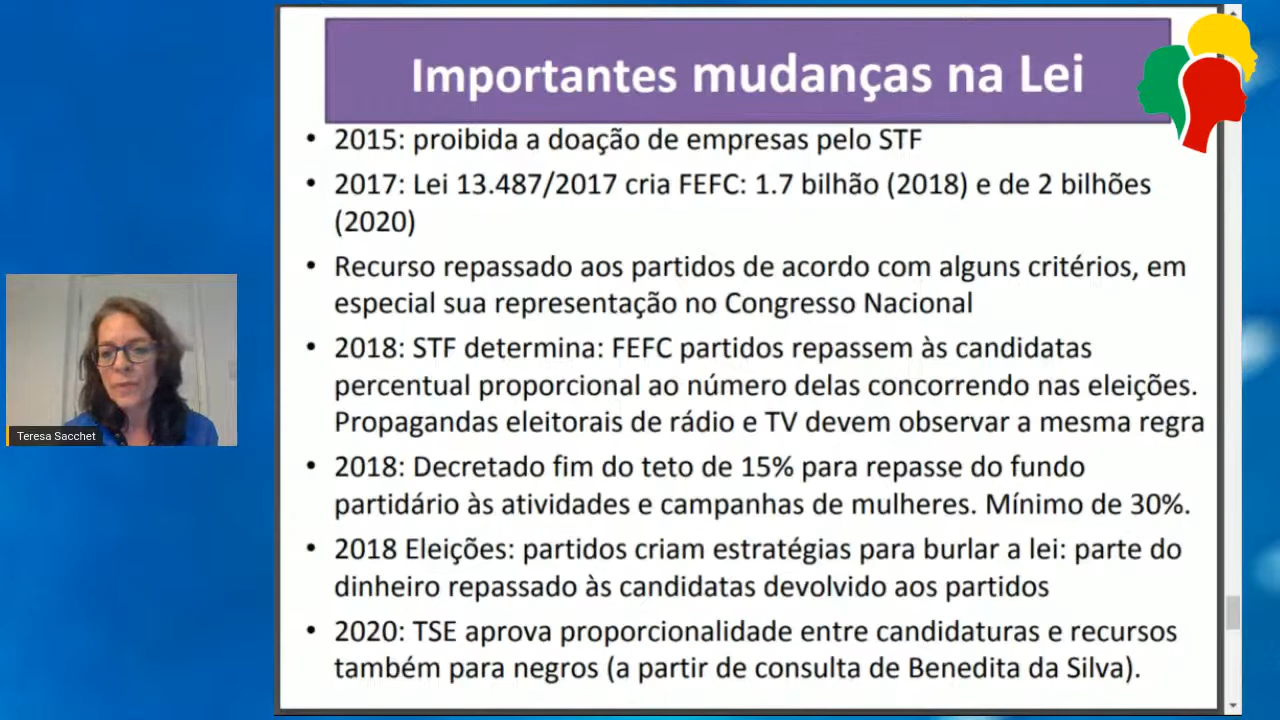 Importantes mudanças na Lei
• 2015: proibida a doação de empresas pelo STF
• 2017: Lei 13.487/2017 cria FEFC: 1.7 bilhão (2018) e de 2 bilhões
(2020)
• Recurso repassado aos partidos de acordo com alguns critérios, em
especial sua representação no Congresso Nacional
• 2018: STF determina: FEFC partidos repassem às candidatas
percentual proporcional ao número delas concorrendo nas eleições.
Propagandas eleitorais de rádio e TV devem observar a mesma regra
• 2018: Decretado fim do teto de 15% para repasse do fundo
partidário às atividades e campanhas de mulheres. Mínimo de 30%.
• 2018 Eleições: partidos criam estratégias para burlar a lei: parte do
dinheiro repassado às candidatas devolvido aos partidos
• 2020: TSE aprova proporcionalidade entre candidaturas e recursos
também para negros (a partir de consulta de Benedita da Silva).
Teresa Sacchet